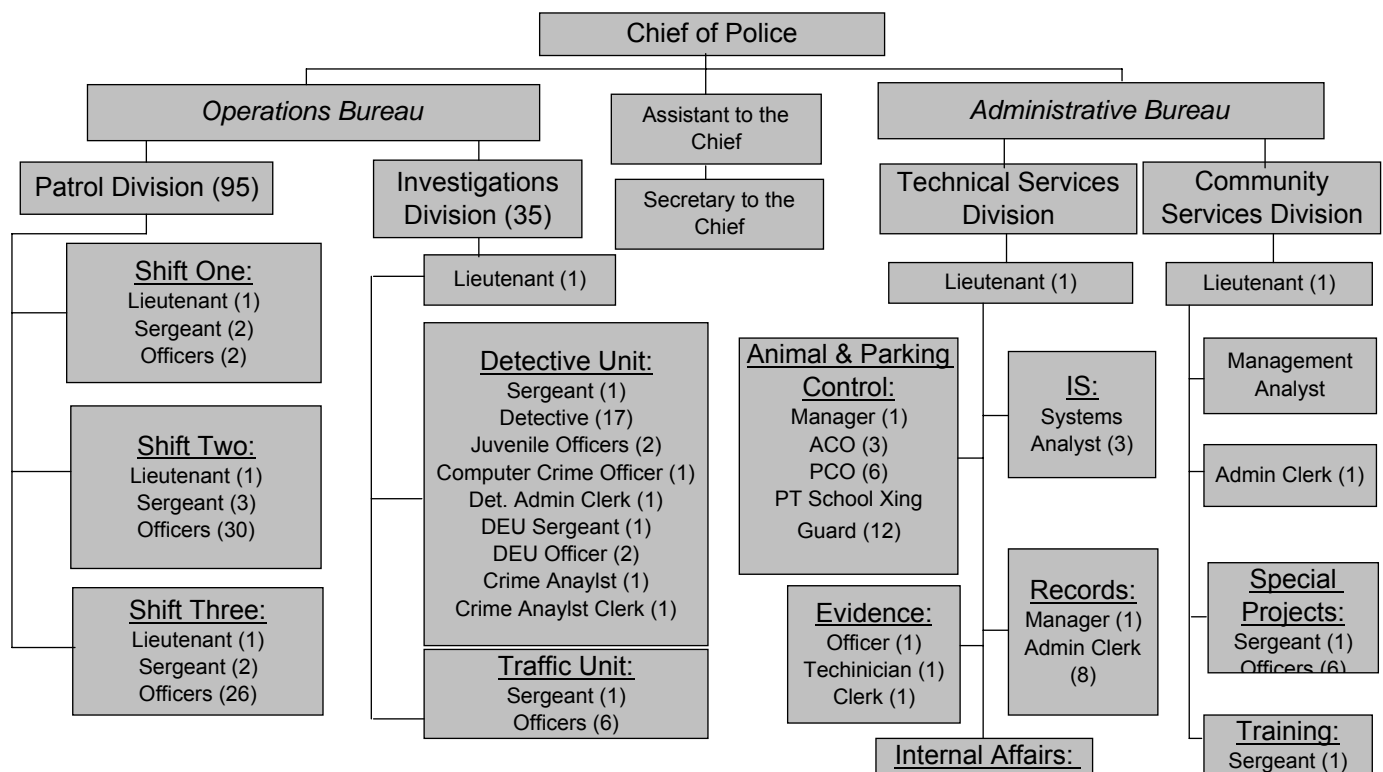 Chief of Police
Operations Bureau
Assistant to the
Chief
Secretary to the
Chief
Administrative Bureau
Patrol Division (95)
Shift One:
Lieutenant (1)
Sergeant (2)
Officers (2)
Shift Two:
Lieutenant (1)
Sergeant (3)
Officers (30)
Shift Three:
Lieutenant (1)
Sergeant (2)
Officers (26)
Investigations
Division (35)
Lieutenant (1)
Detective Unit:
Sergeant (1)
Detective (17)
Juvenile Officers (2)
Computer Crime Officer (1)
Det. Admin Clerk (1)
DEU Sergeant (1)
DEU Officer (2)
Crime Anaylst (1)
Crime Anaylst Clerk (1)
Traffic Unit:
Sergeant (1)
Officers (6)
Technical Services
Division
Lieutenant (1)
Animal & Parking
Control:
Manager (1)
ACO (3)
PCO (6)
PT School Xing
Guard (12)
IS:
Systems
Analyst (3)
Evidence:
Officer (1)
Techinician (1)
Clerk (1)
Records:
Manager (1)
Admin Clerk
(8)
Internal Affairs:
Community
Services Division
Lieutenant (1)
Management
Analyst
Admin Clerk (1)
Special
Projects:
Sergeant (1)
Officers (6)
Training:
Sergeant (1)